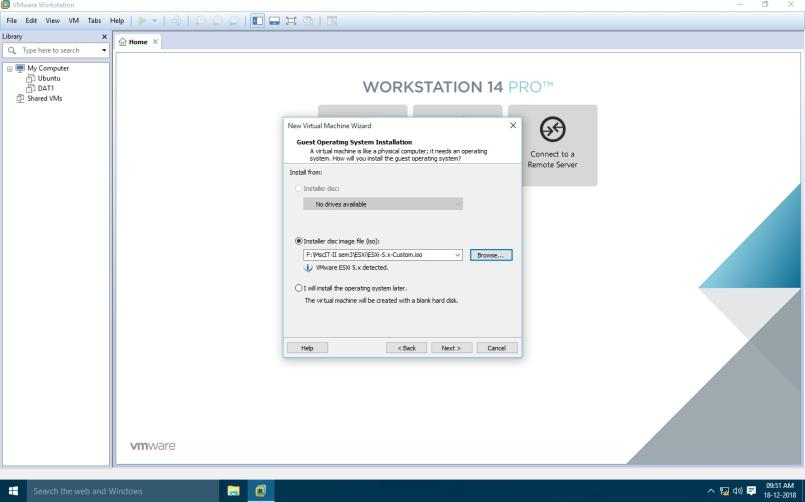 VMware Workstation
File Edit View VM Tabs Help
Library
Type here to search
My Computer
Ubuntu
DAT1
Shared VMs
Home
WORKSTATION 14 PRO™
Connect to a
Remote Server
New Virtual Machine Wizard
Guest Operating System Installation
A virtual machine is like a physical computer; it needs an operating
system. How will you install the guest operating system?
Install from:
Installer disc:
No drives available
Installer disc image file (iso):
F:\MscIT-II sem3\ESXi\ESXi-5.x-Custom.iso
Browse...
VMware ESXi 5.x detected.
I will install the operating system later.
The virtual machine will be created with a blank hard disk.
Help
< Back
Next >
Cancel
vmware
Search the web and Windows
09:51 AM
18-12-2018